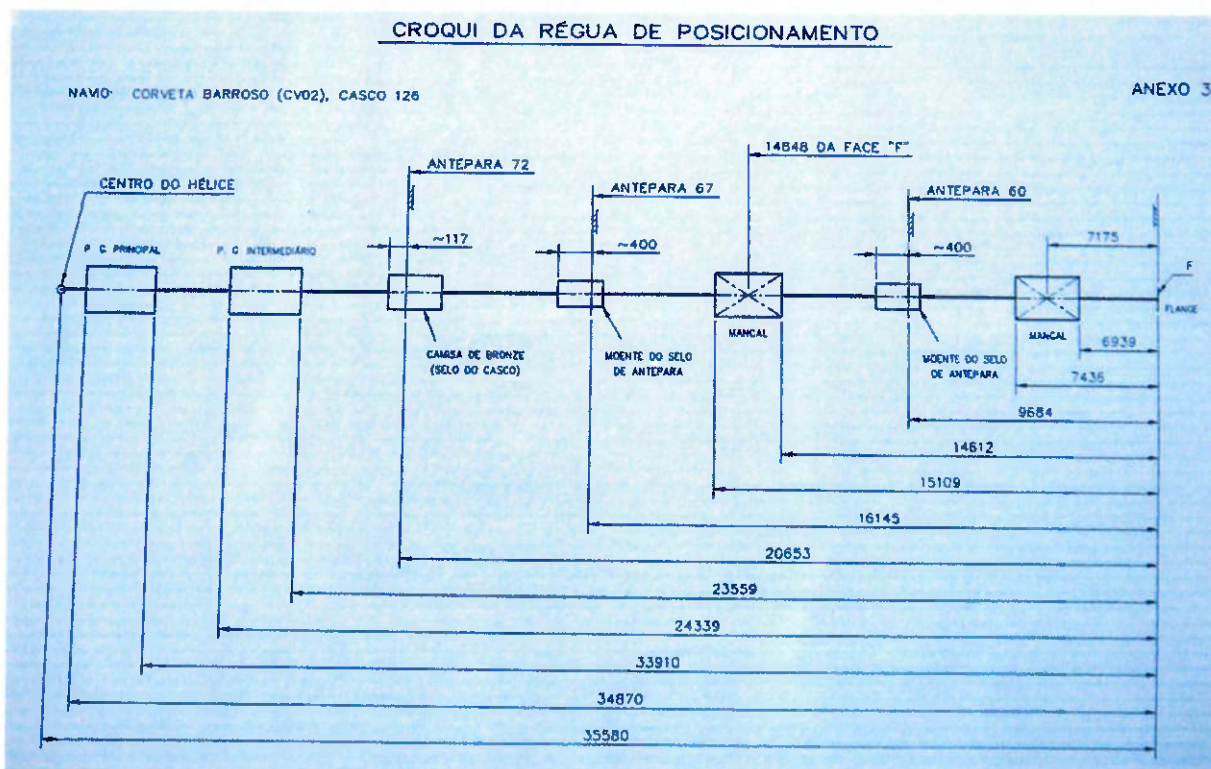 CROQUI DA RÉGUA DE POSICIONAMENTO
NAVIO: CORVETA BARROSO (CV02), CASCO 126
ANEXO 3
14848 DA FACE "F"
ANTEPARA 72
CENTRO DO HÉLICE
ANTEPARA 67
ANTEPARA 60
~117
7175
P. G PRINCIPAL
P. G INTERMEDIÁRIO
~400
~400
F
FLANGE
CAMISA DE BRONZE
(SELO DO CASCO)
MOENTE DO SELO
DE ANTEPARA
MANCAL
MOENTE DO SELO
DE ANTEPARA
MANCAL
6939
7436
9684
14612
15109
16145
20653
23559
24339
33910
34870
35580